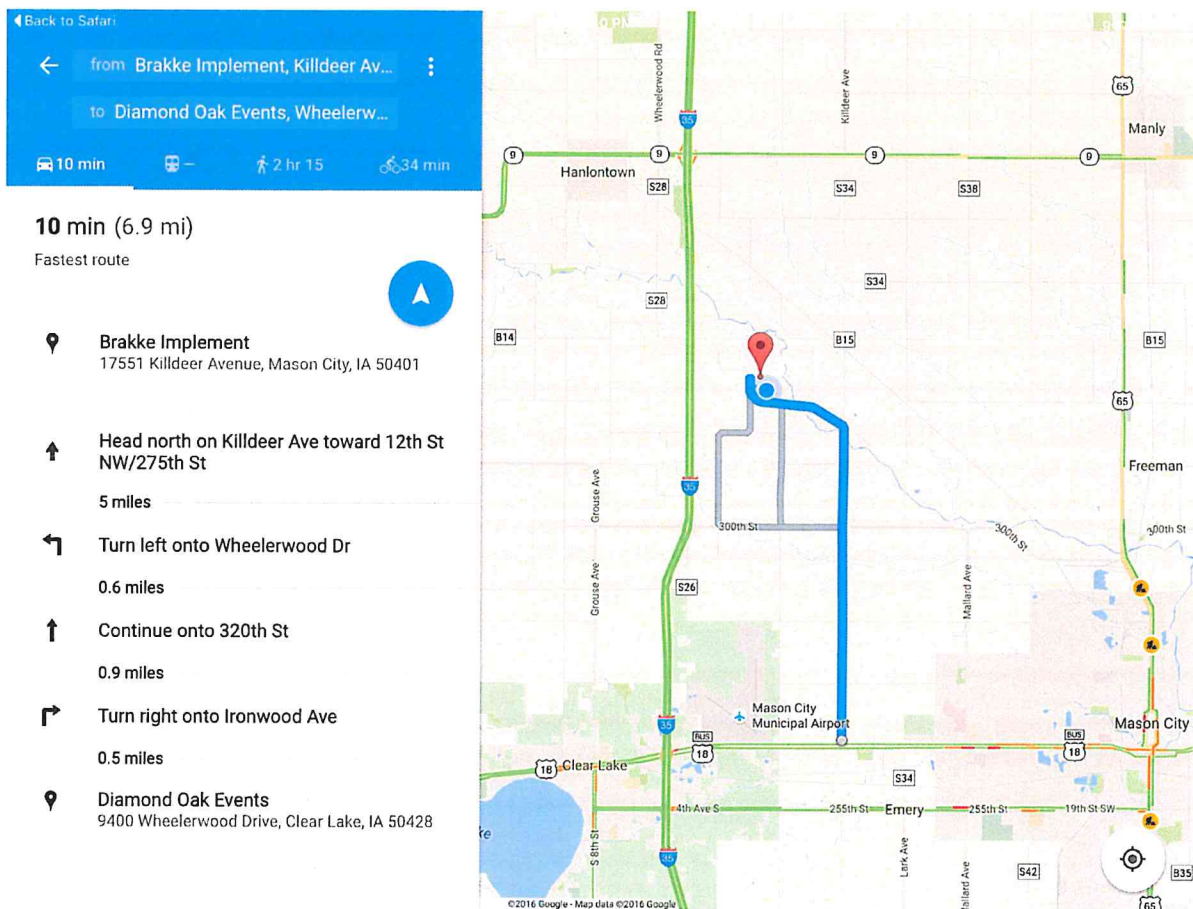 Back to Safari
from Brakke Implement, Killdeer Av...
to Diamond Oak Events, Wheelerw...
10 min
2 hr 15
34 min
10 min (6.9 mi)
Fastest route
Brakke Implement
17551 Killdeer Avenue, Mason City, IA 50401
Head north on Killdeer Ave toward 12th St
NW/275th St
5 miles
Turn left onto Wheelerwood Dr
0.6 miles
Continue onto 320th St
0.9 miles
Turn right onto Ironwood Ave
0.5 miles
Diamond Oak Events
9400 Wheelerwood Drive, Clear Lake, IA 50428
Wheelerwood Rd
Killdeer Ave
65
35
Manly
9
9
9
9
Hanlontown
S28
S34
S38
S34
S28
B14
B15
B15
65
Freeman
35
Grouse Ave
300th St
300th St
300th St
Grouse Ave
S26
Mallard Ave
Mason City
Municipal Airport
35
BUS
18
BUS
18
Mason City
18
Clear Lake
S34
4th Ave S
255th St
Emery
255th St
19th St SW
S 8th St
35
Lark Ave
Mallard Ave
S42
B35
65
©2016 Google - Map data ©2016 Google